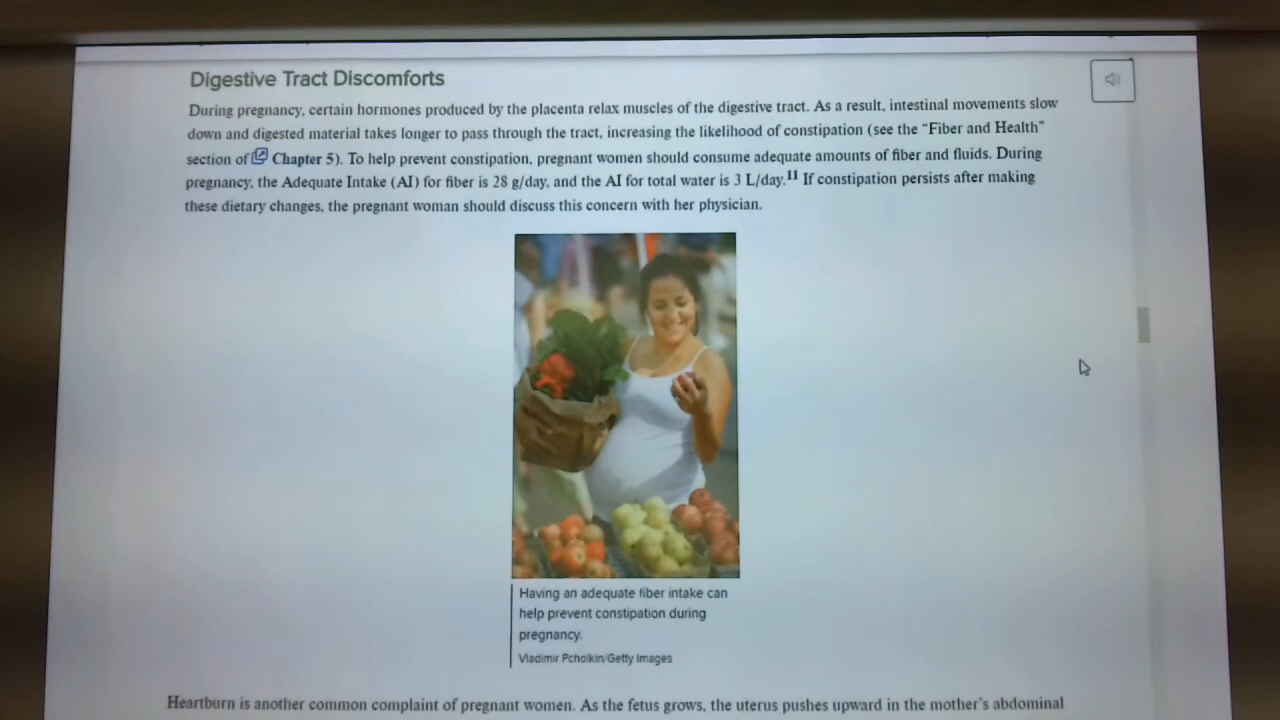 Digestive Tract Discomforts
During pregnancy, certain hormones produced by the placenta relax muscles of the digestive tract. As a result, intestinal movements slow
down and digested material takes longer to pass through the tract, increasing the likelihood of constipation (see the "Fiber and Health"
section of Chapter 5). To help prevent constipation, pregnant women should consume adequate amounts of fiber and fluids. During
pregnancy, the Adequate Intake (AI) for fiber is 28 g/day, and the AI for total water is 3 L/day.11 If constipation persists after making
these dietary changes, the pregnant woman should discuss this concern with her physician.
Having an adequate fiber intake can
help prevent constipation during
pregnancy.
Vladimir Pcholkin/Getty Images
Heartburn is another common complaint of pregnant women. As the fetus grows, the uterus pushes upward in the mother's abdominal